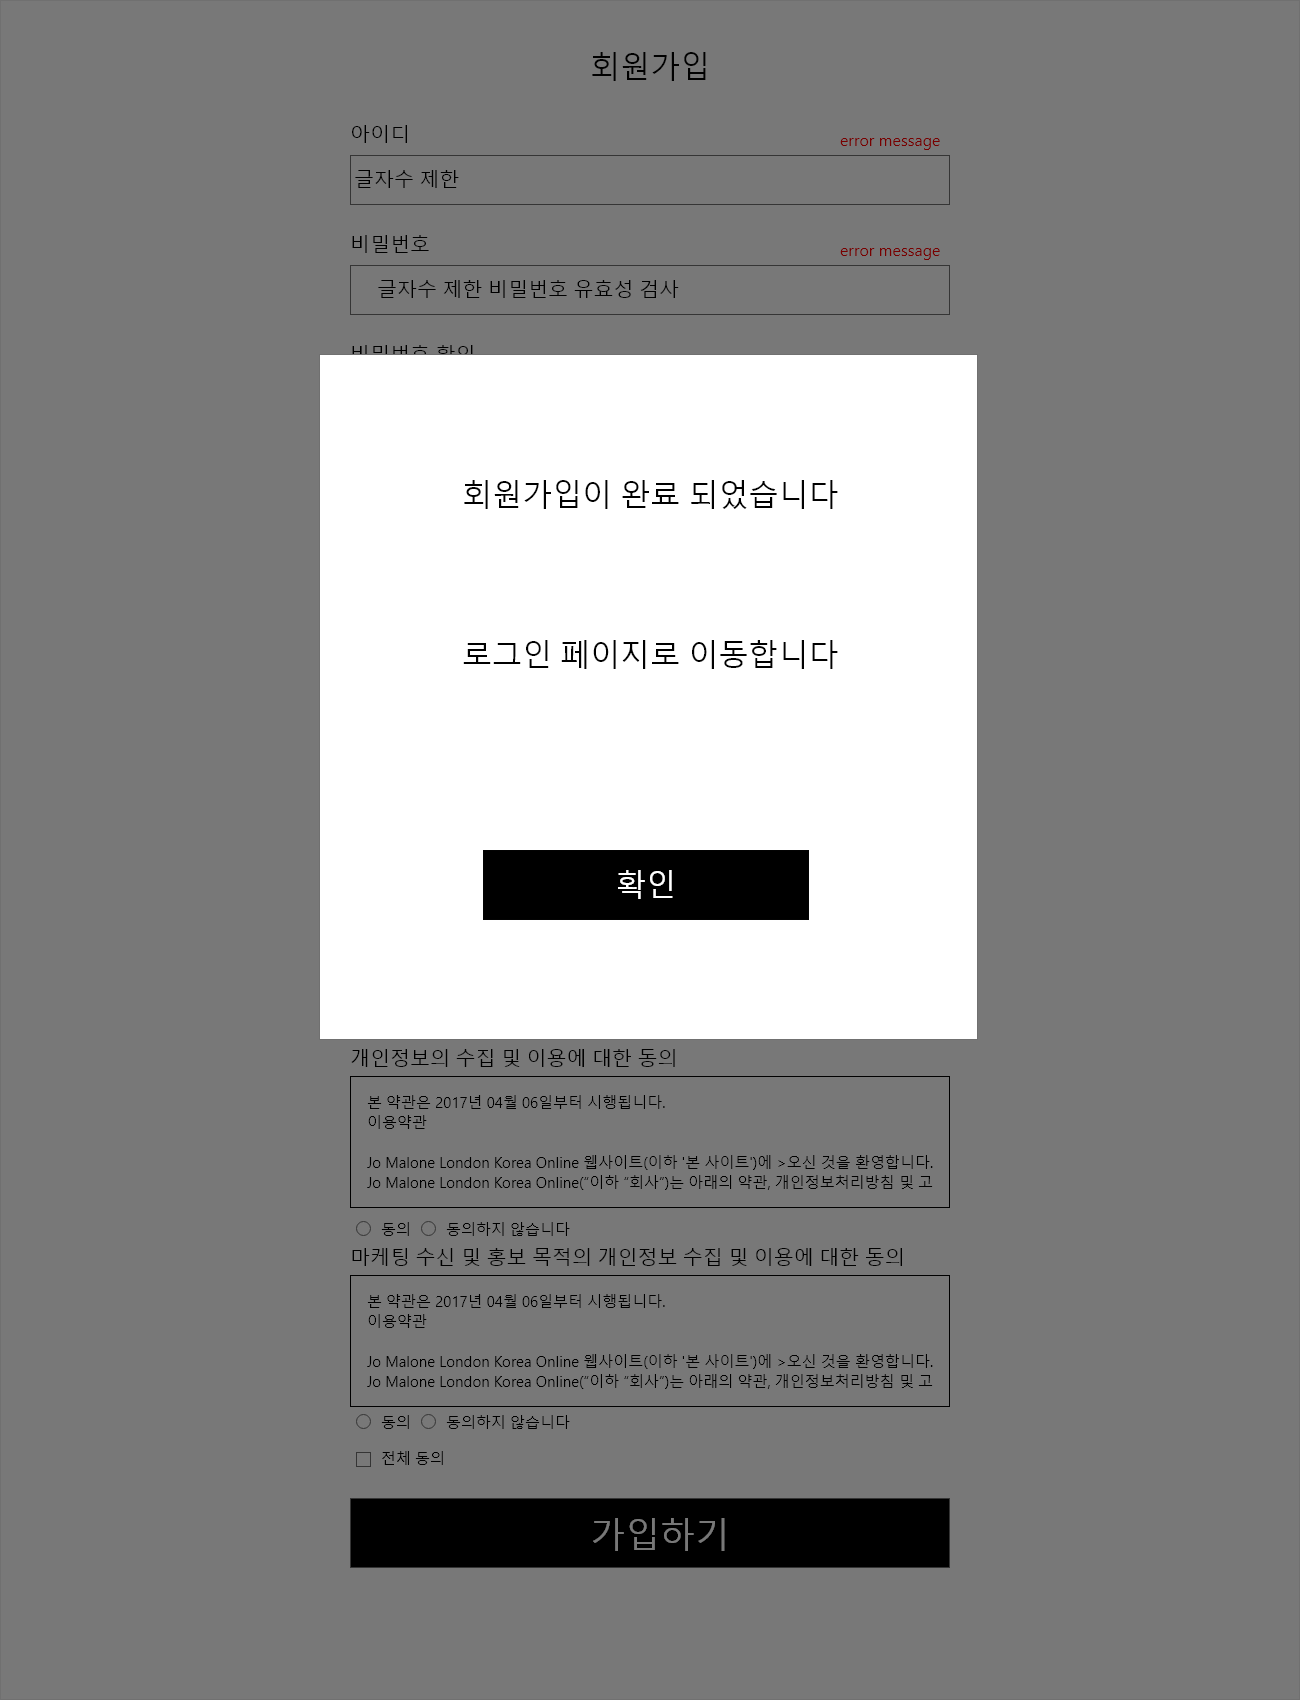 회원가입
아이디
error message
글자수 제한
비밀번호
error message
글자수 제한 비밀번호 유효성 검사
비밀번호 확인
회원가입이 완료 되었습니다
로그인 페이지로 이동합니다
확인
개인정보의 수집 및 이용에 대한 동의
본 약관은 2017년 04월 06일부터 시행됩니다.
이용약관
Jo Malone London Korea Online 웹사이트(이하 '본 사이트')에 >오신 것을 환영합니다.
Jo Malone London Korea Online(“이하 “회사”)는 아래의 약관, 개인정보처리방침 및 고
동의 동의하지 않습니다
마케팅 수신 및 홍보 목적의 개인정보 수집 및 이용에 대한 동의
본 약관은 2017년 04월 06일부터 시행됩니다.
이용약관
Jo Malone London Korea Online 웹사이트(이하 '본 사이트')에 >오신 것을 환영합니다.
Jo Malone London Korea Online(“이하 “회사”)는 아래의 약관, 개인정보처리방침 및 고
동의 동의하지 않습니다
전체 동의
가입하기